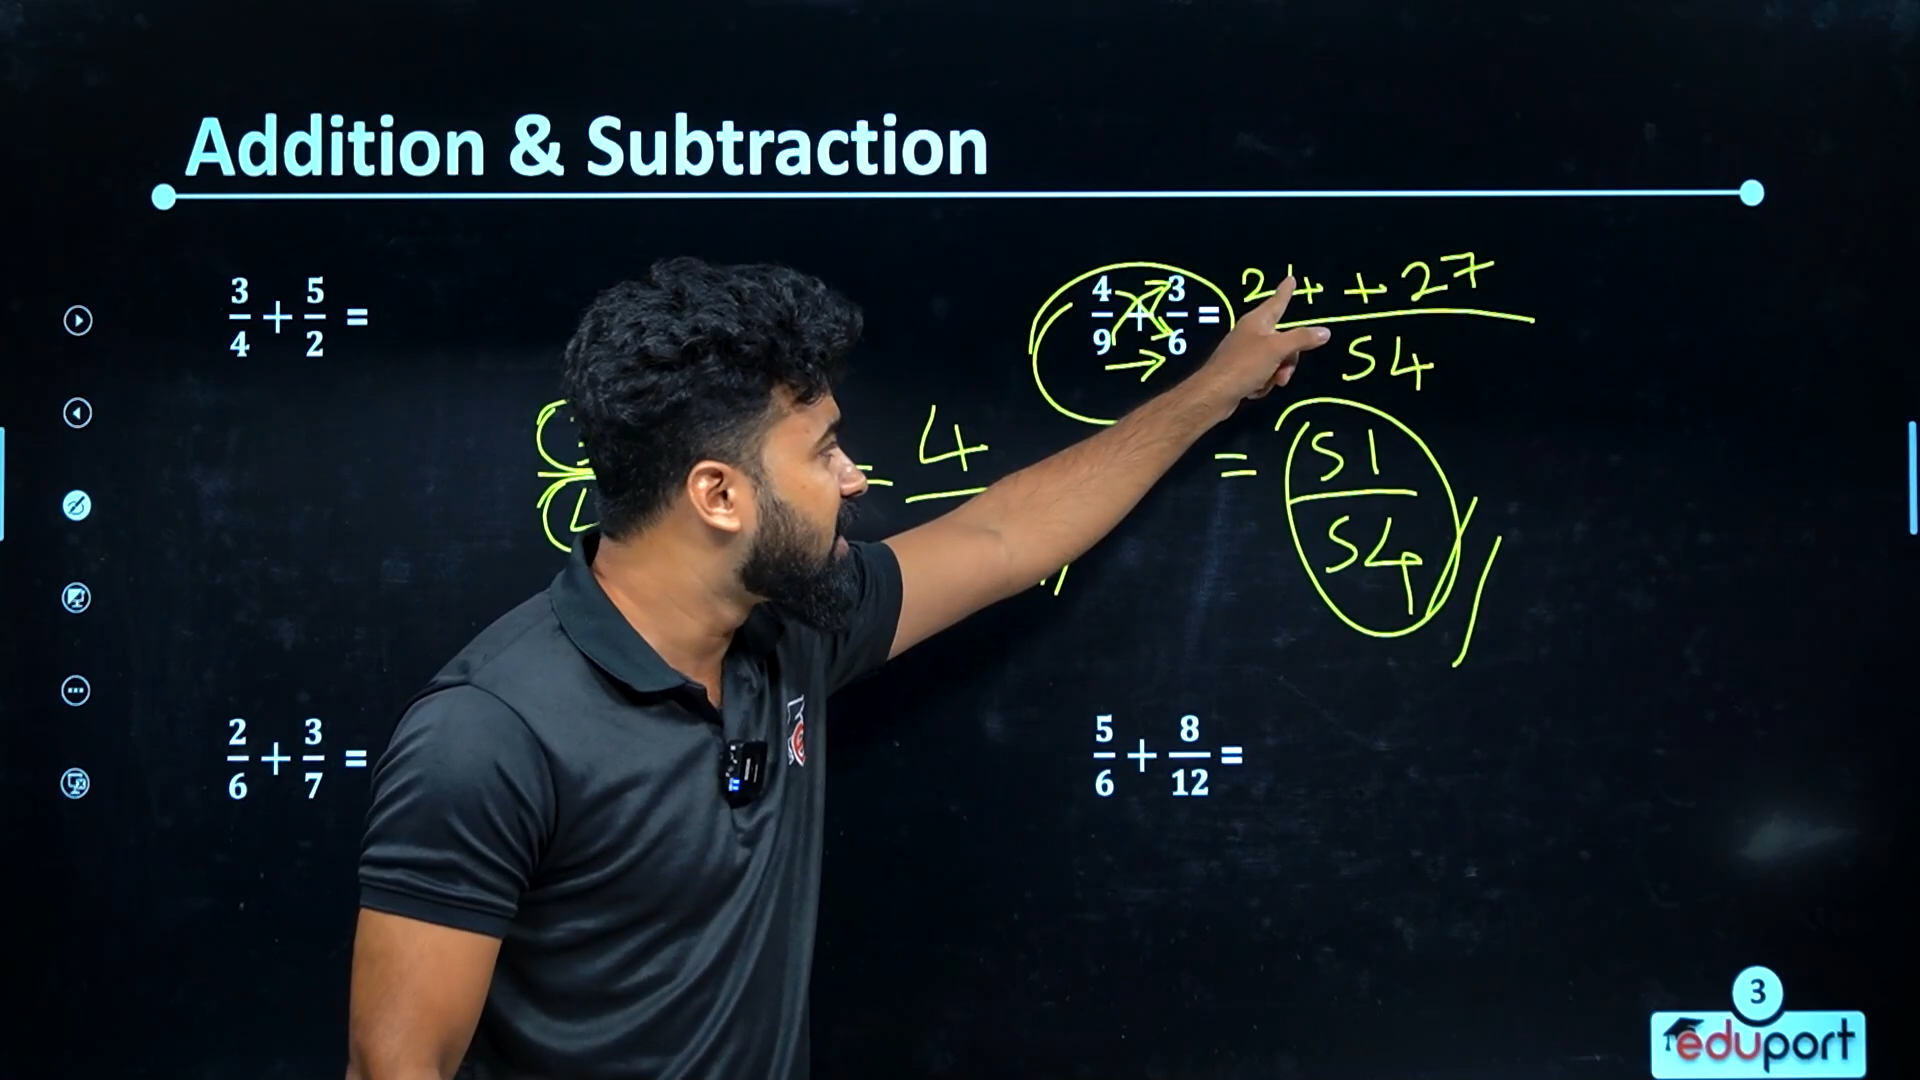 Addition & Subtraction
3/4 + 5/2 =
4/9 + 3/6 = 24 + 27 / 54
= 4
= 51/54
2/6 + 3/7 =
5/6 + 8/12 =
3
eduport